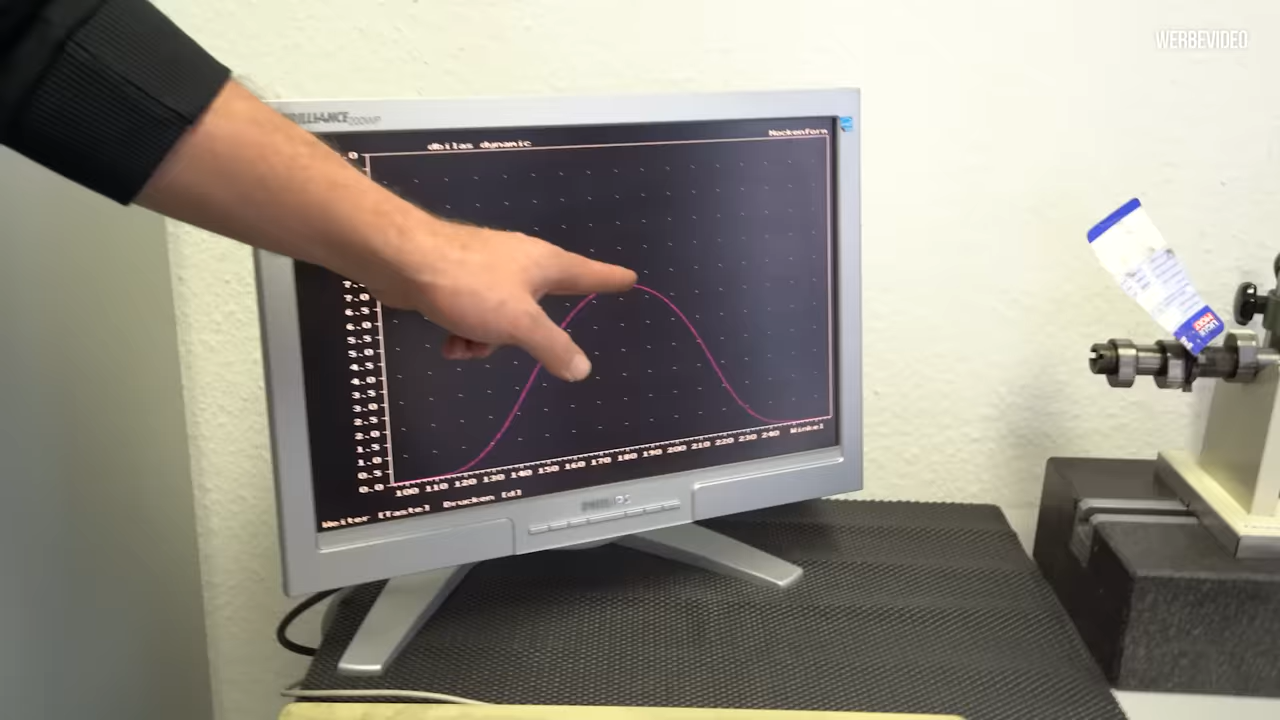 WERBEVIDEO
BRILLIANCE 200WP
dbilas dynamic
Nockenform
7.0
6.5
6.0
5.5
5.0
4.5
4.0
3.5
3.0
2.5
2.0
1.5
1.0
0.5
0.0
100 110 120 130 140 150 160 170 180 190 200 210 220 230 240 Winkel
Weiter [Taste] Drucken [d]
PHILIPS